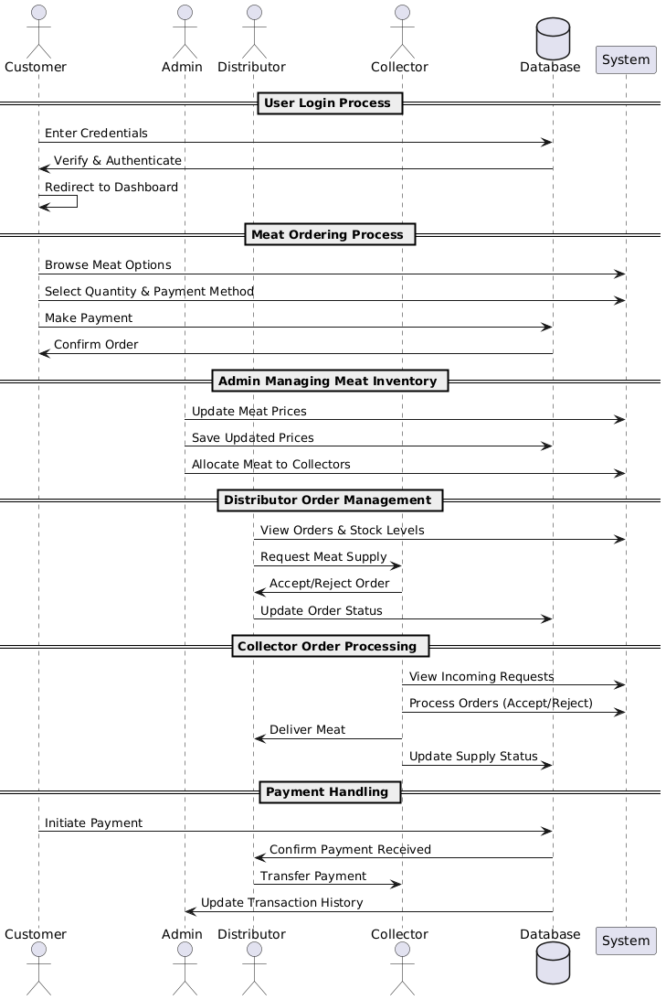 Customer
Admin
Distributor
Collector
Database
System
User Login Process
Enter Credentials
Verify & Authenticate
Redirect to Dashboard
Meat Ordering Process
Browse Meat Options
Select Quantity & Payment Method
Make Payment
Confirm Order
Admin Managing Meat Inventory
Update Meat Prices
Save Updated Prices
Allocate Meat to Collectors
Distributor Order Management
View Orders & Stock Levels
Request Meat Supply
Accept/Reject Order
Update Order Status
Collector Order Processing
View Incoming Requests
Process Orders (Accept/Reject)
Deliver Meat
Update Supply Status
Payment Handling
Initiate Payment
Confirm Payment Received
Transfer Payment
Update Transaction History
Customer
Admin
Distributor
Collector
Database
System